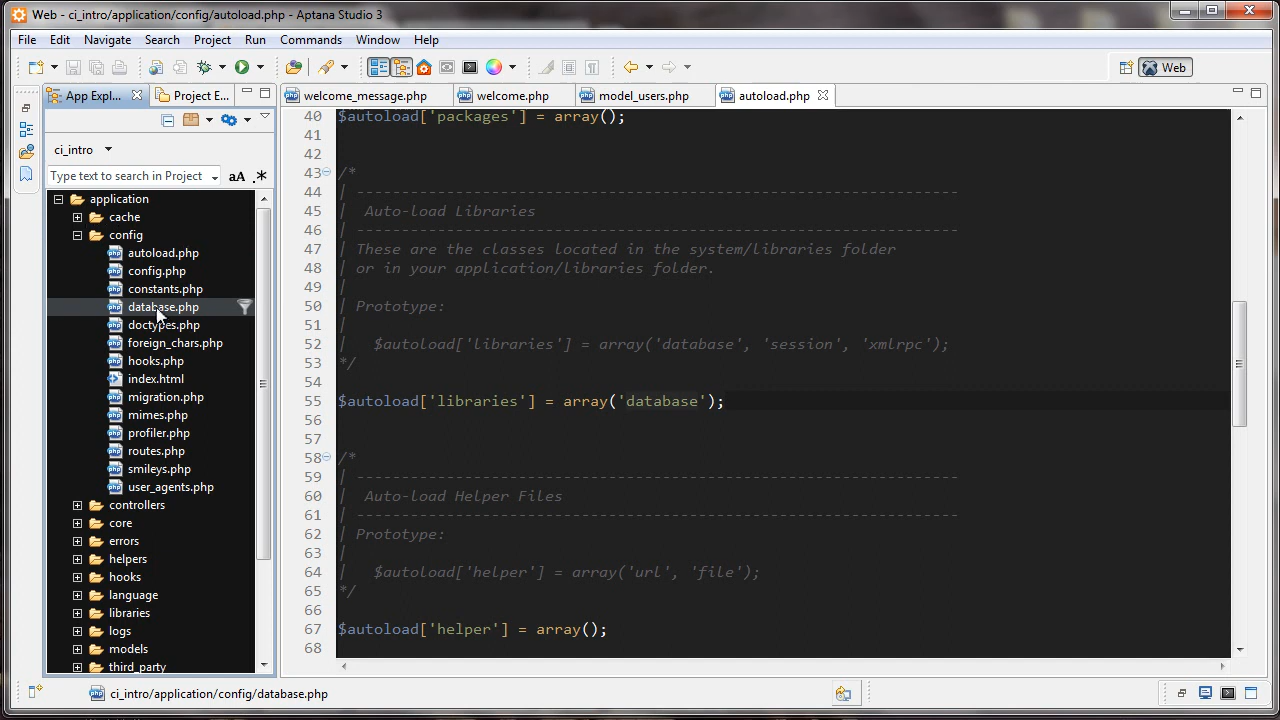 Web - ci_intro/application/config/autoload.php - Aptana Studio 3
File Edit Navigate Search Project Run Commands Window Help
Web
App Expl... Project E... welcome_message.php welcome.php model_users.php autoload.php
ci_intro
Type text to search in Project aA .*
application
cache
config
autoload.php
config.php
constants.php
database.php
doctypes.php
foreign_chars.php
hooks.php
index.html
migration.php
mimes.php
profiler.php
routes.php
smileys.php
user_agents.php
controllers
core
errors
helpers
hooks
language
libraries
logs
models
third_party
40 $autoload['packages'] = array();
41
42
43 /*
44 | -------------------------------------------------------------------
45 |  Auto-load Libraries
46 | -------------------------------------------------------------------
47 | These are the classes located in the system/libraries folder
48 | or in your application/libraries folder.
49 |
50 | Prototype:
51 |
52 |   $autoload['libraries'] = array('database', 'session', 'xmlrpc');
53 */
54
55 $autoload['libraries'] = array('database');
56
57
58 /*
59 | -------------------------------------------------------------------
60 |  Auto-load Helper Files
61 | -------------------------------------------------------------------
62 | Prototype:
63 |
64 |   $autoload['helper'] = array('url', 'file');
65 */
66
67 $autoload['helper'] = array();
68
ci_intro/application/config/database.php